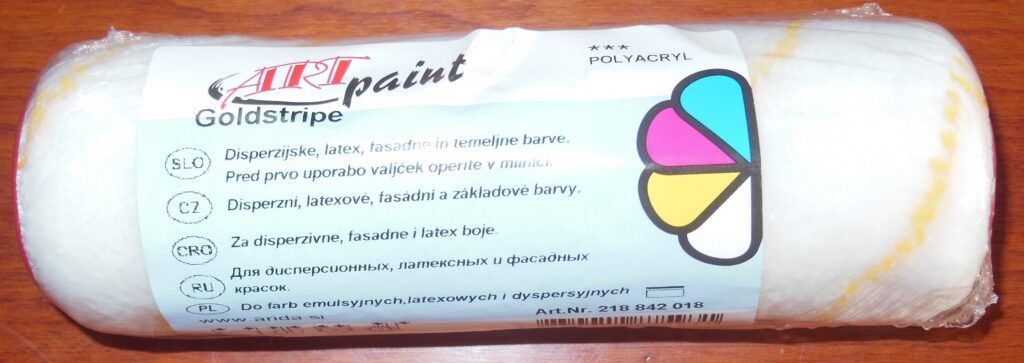 ART paint
Goldstripe
***
POLYACRYL
SLO Disperzijske, latex, fasadne in temeljne barve.
Pred prvo uporabo valjček operite v milnici.
CZ Disperzní, latexové, fasádní a základové barvy.
CRO Za disperzivne, fasadne i latex boje.
RU Для дисперсионных, латексных и фасадных
красок.
PL Do farb emulsyjnych,latexowych i dyspersyjnych
www.arida.si
Art.Nr. 218 842 018